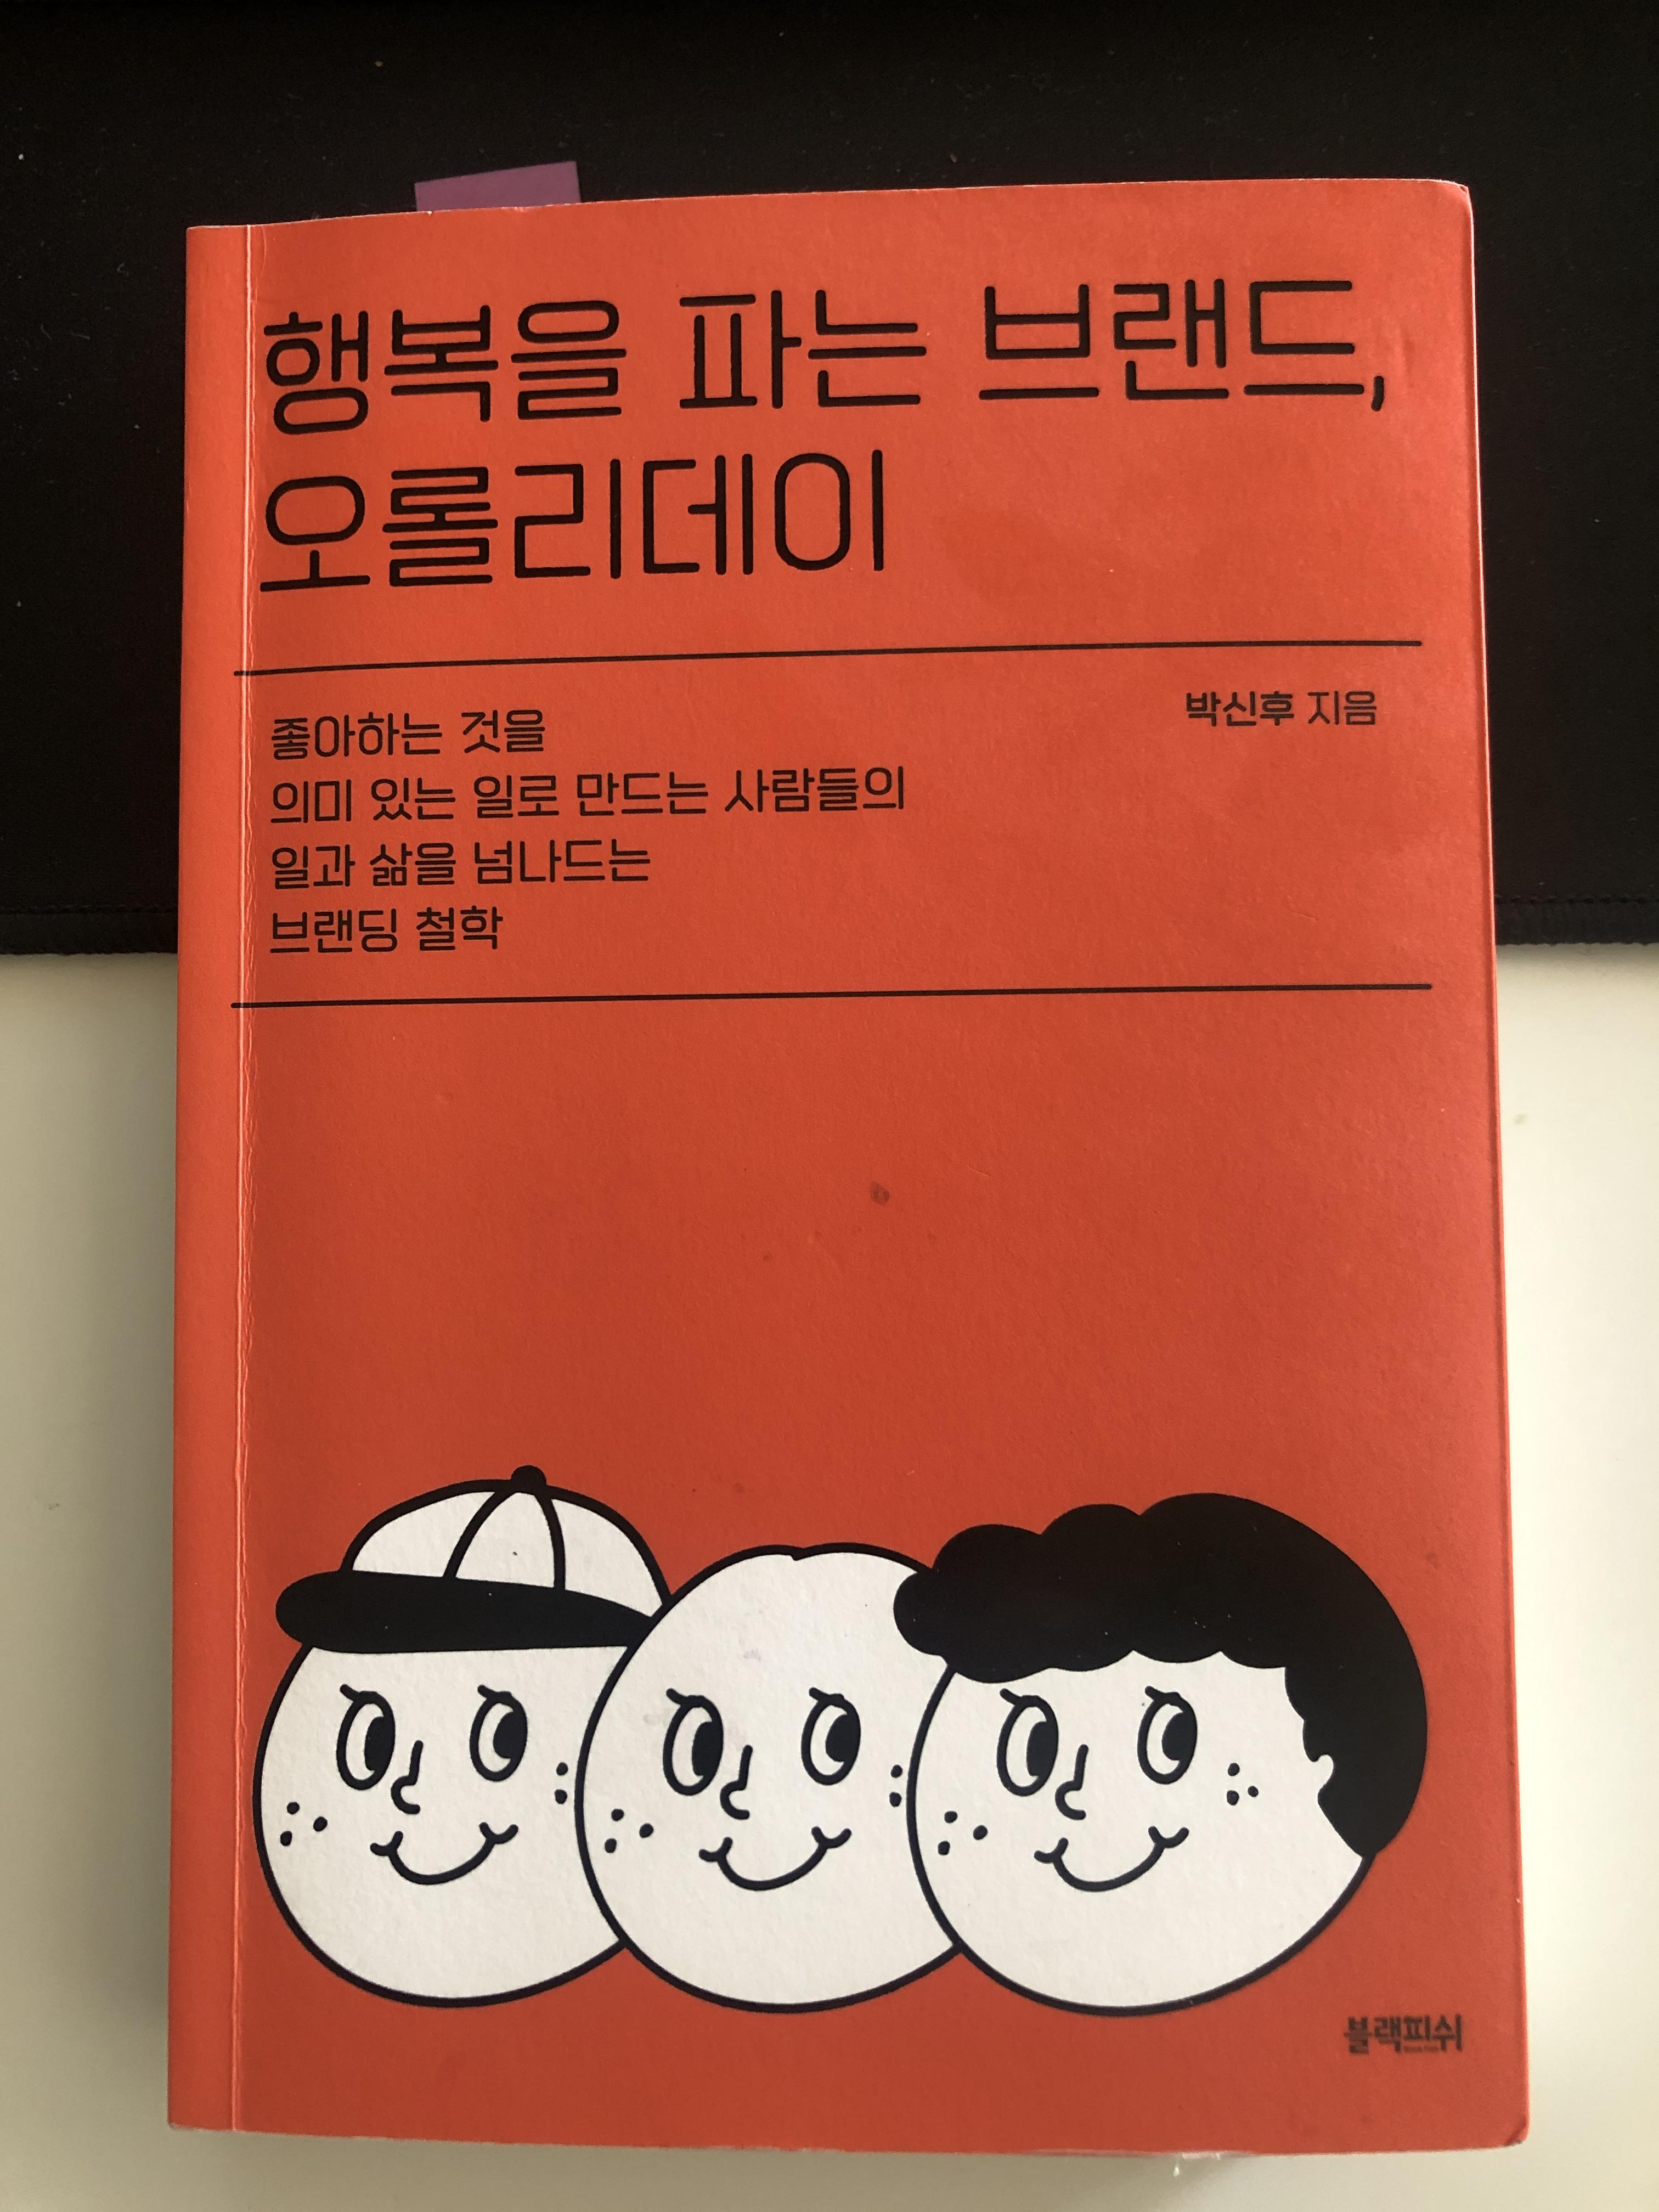 행복을 파는 브랜드,
오롤리데이
박신후 지음
좋아하는 것을
의미 있는 일로 만드는 사람들의
일과 삶을 넘나드는
브랜딩 철학
블랙피쉬